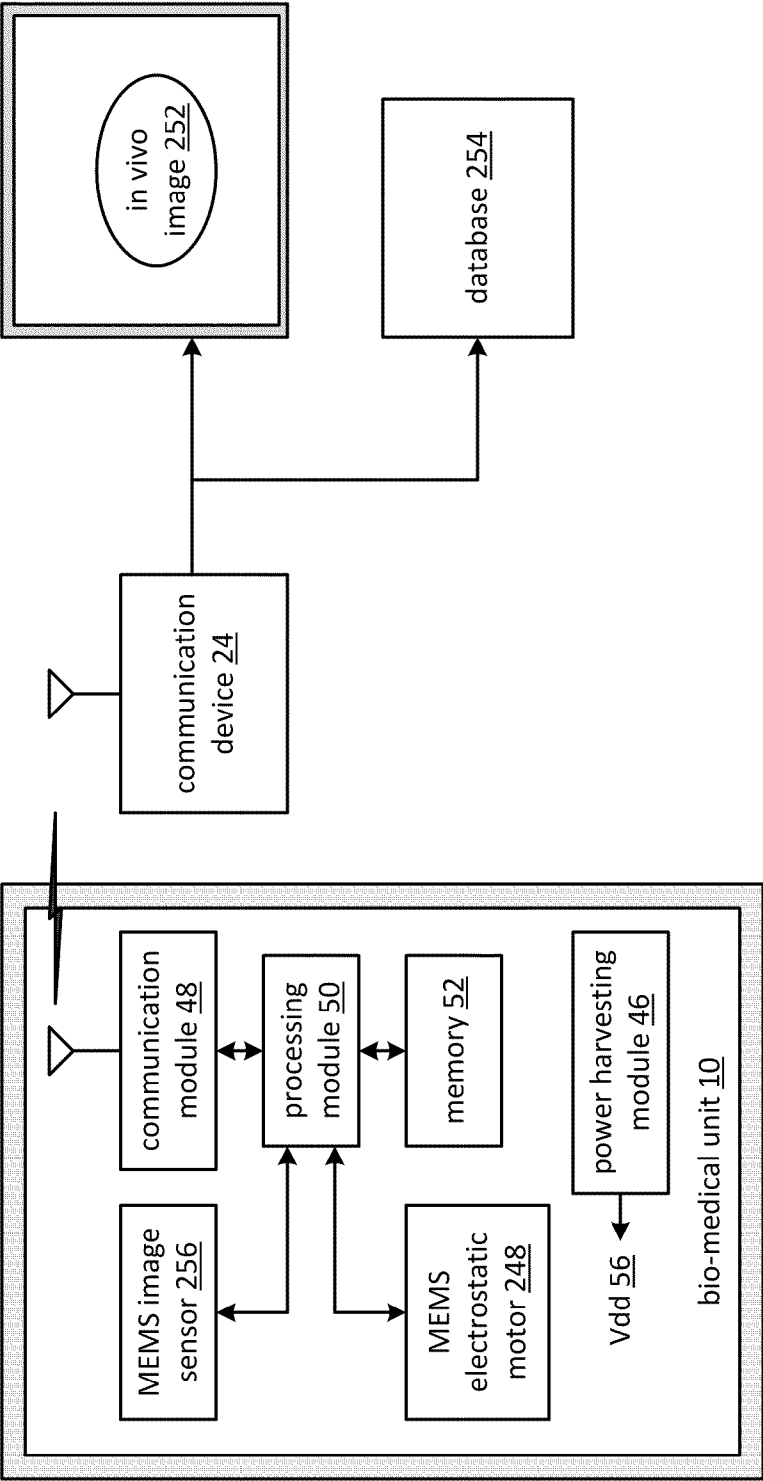 MEMS image
sensor 256
communication
module 48
processing
module 50
MEMS
electrostatic
motor 248
memory 52
Vdd 56
power harvesting
module 46
bio-medical unit 10
communication
device 24
in vivo
image 252
database 254